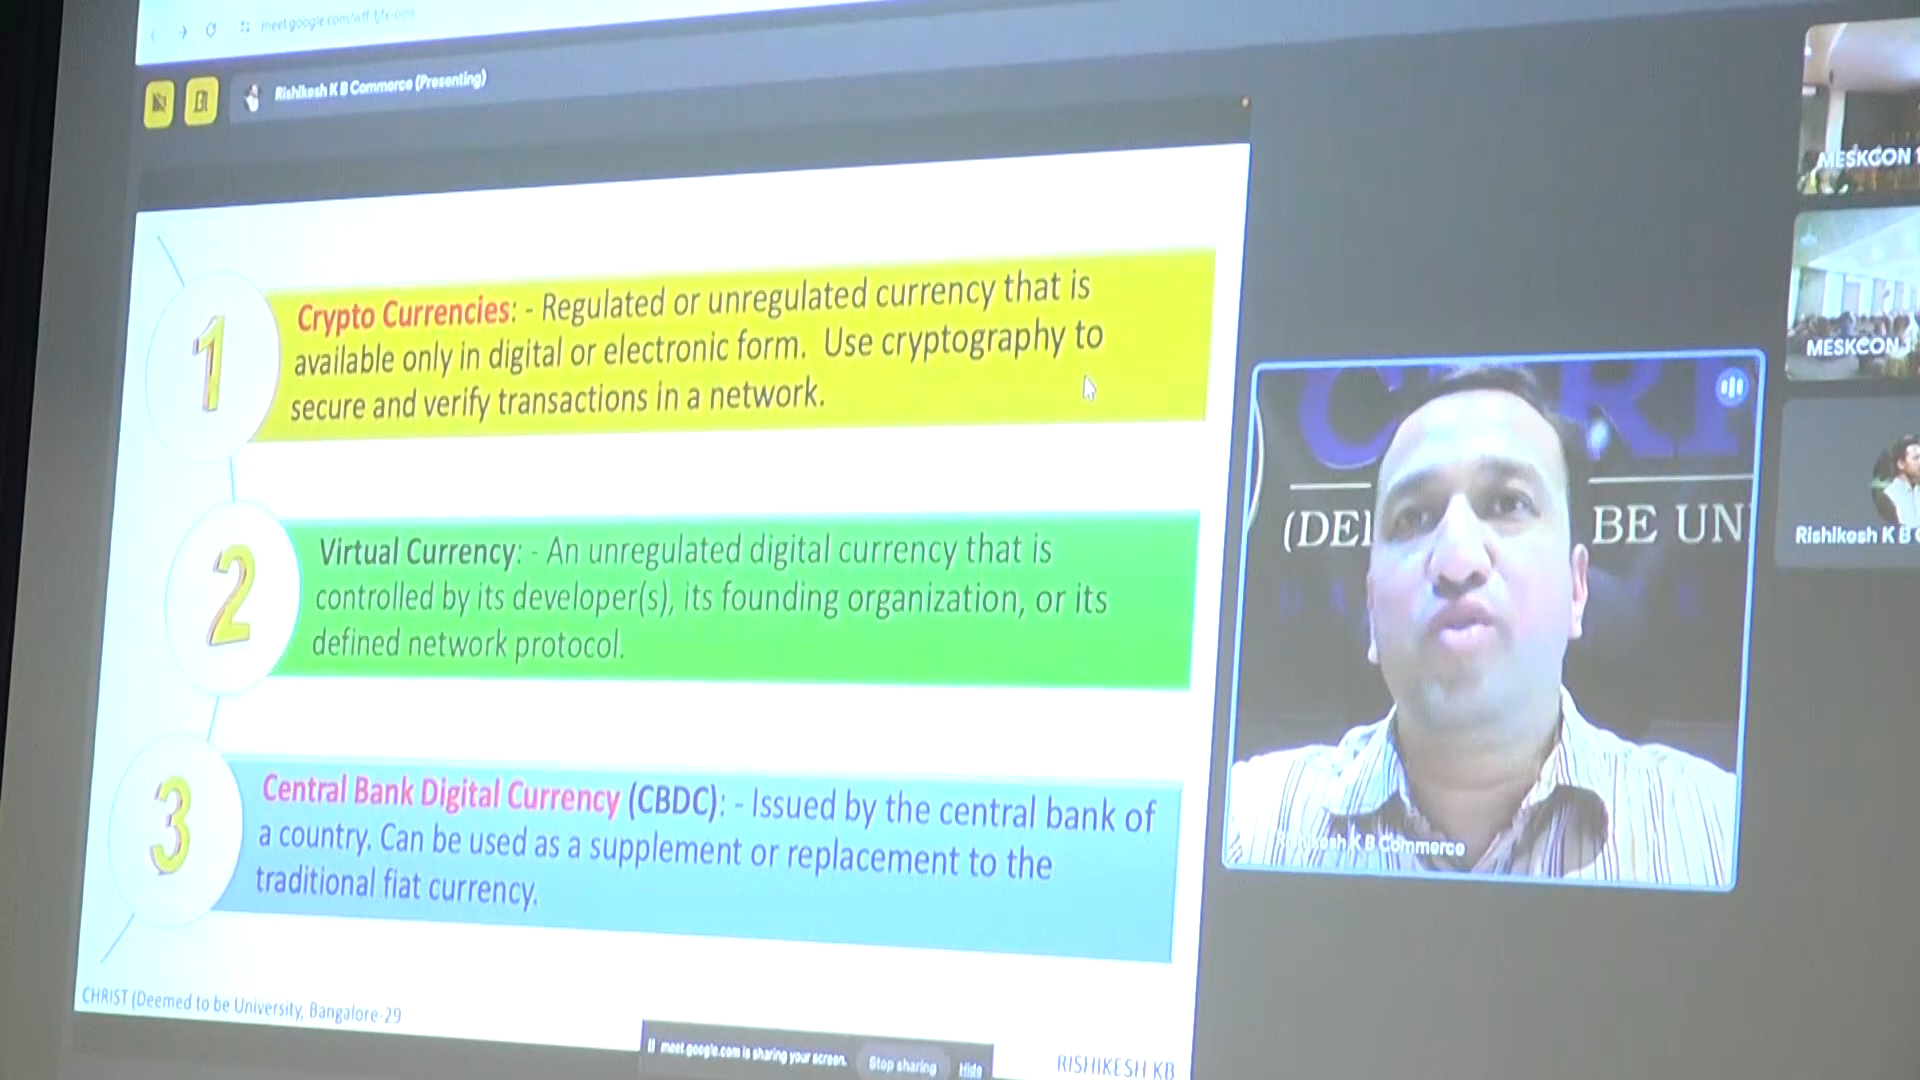 meet.google.com/
Rishikesh K B Commerce (Presenting)
1
Crypto Currencies: - Regulated or unregulated currency that is
available only in digital or electronic form. Use cryptography to
secure and verify transactions in a network.
2
Virtual Currency: - An unregulated digital currency that is
controlled by its developer(s), its founding organization, or its
defined network protocol.
3
Central Bank Digital Currency (CBDC): - Issued by the central bank of
a country. Can be used as a supplement or replacement to the
traditional fiat currency.
CHRIST (Deemed to be University, Bangalore-29
RISHIKESH KB
meet.google.com is sharing your screen.
Stop sharing
Hide
BE UN
K B Commerce
MESKCON
MESKCON
Rishikesh K B